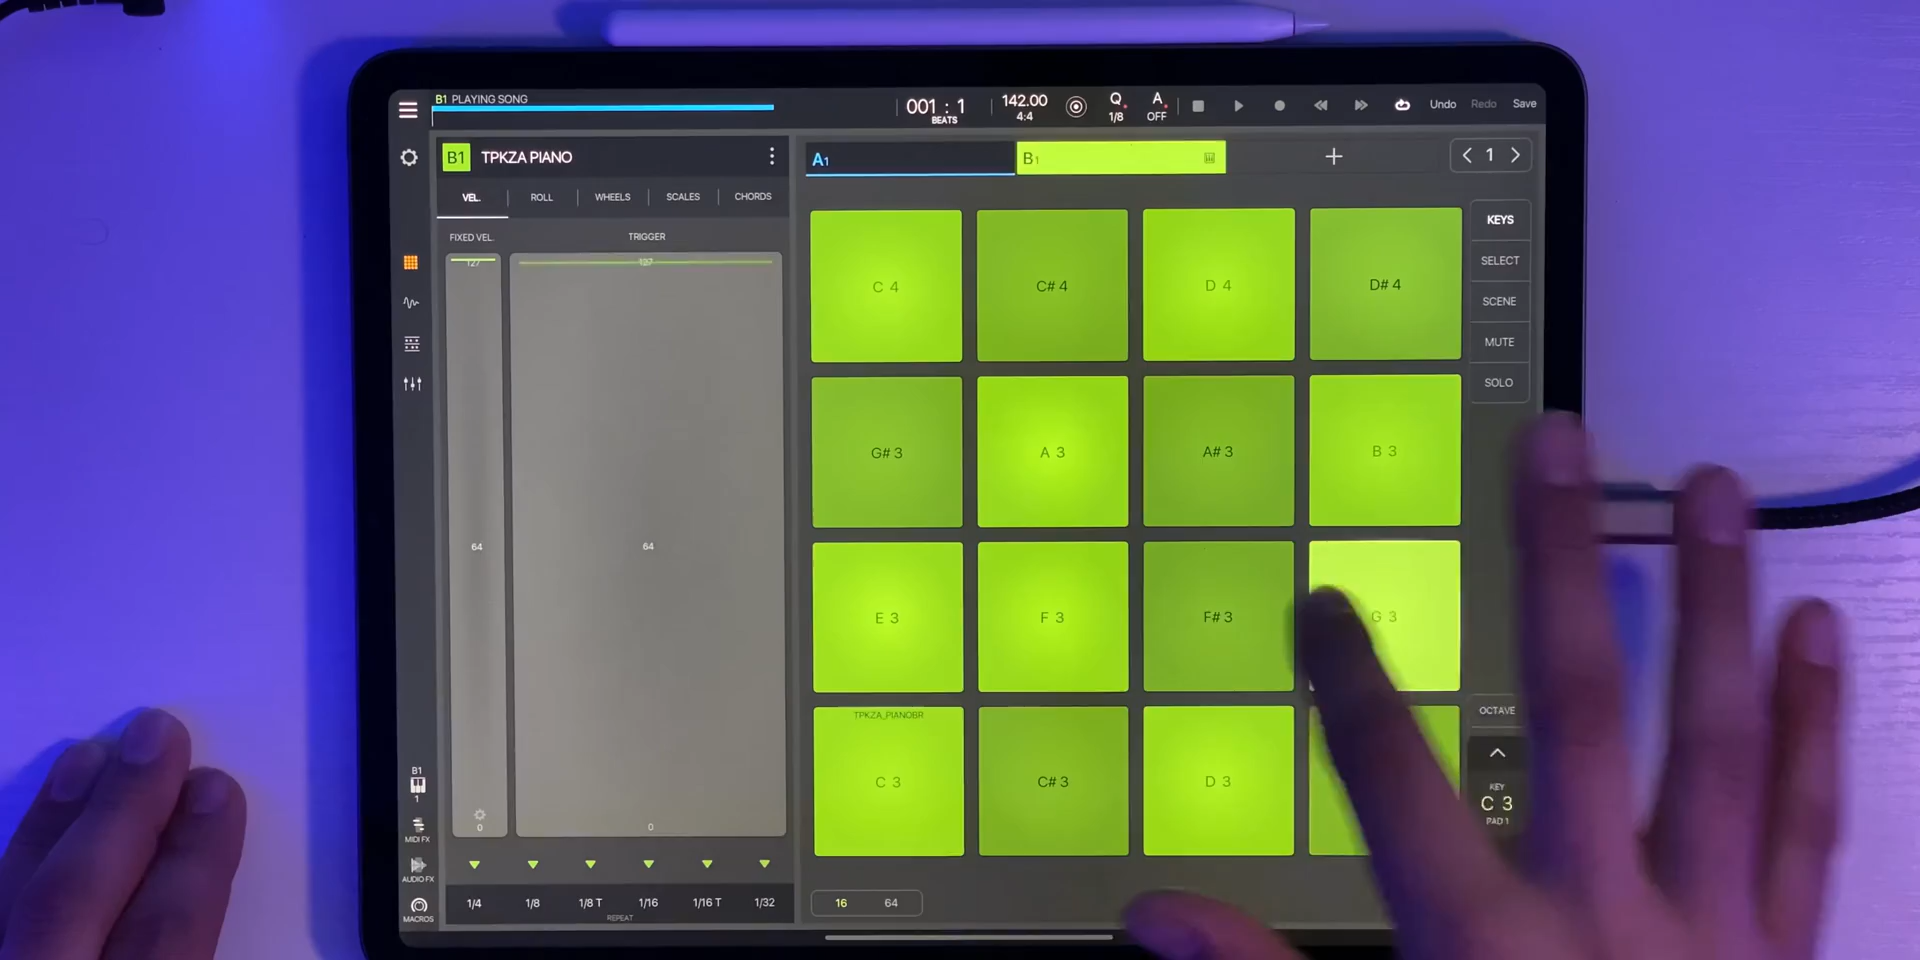 B1 PLAYING SONG
001 : 1
BEATS
142.00
4:4
Q
1/8
A
OFF
Undo
Redo
Save
B1
TPKZA PIANO
VEL.
ROLL
WHEELS
SCALES
CHORDS
FIXED VEL.
TRIGGER
127
127
64
64
0
0
1/4
1/8
1/8 T
1/16
1/16 T
1/32
REPEAT
B1
1
MIDI FX
AUDIO FX
MACROS
A1
B1
1
C 4
C# 4
D 4
D# 4
G# 3
A 3
A# 3
B 3
E 3
F 3
F# 3
G 3
TPKZA_PIANOBR
C 3
C# 3
D 3
16
64
KEYS
SELECT
SCENE
MUTE
SOLO
OCTAVE
KEY
C 3
PAD 1